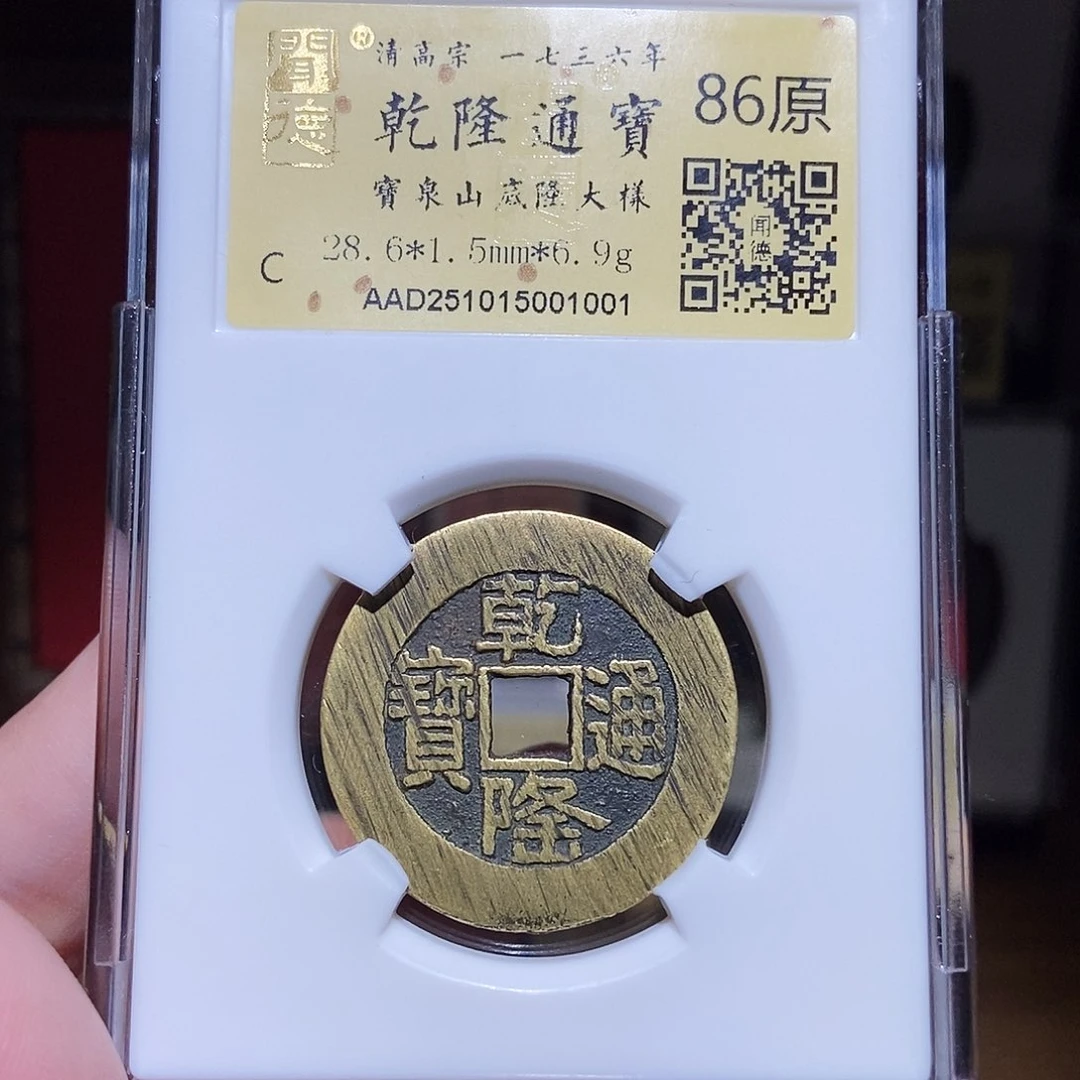 聞德®
清高宗 一七三六年
乾隆通寶
86原
寶泉山底隆大樣
28.6*1.5mm*6.9g
C
AAD251015001001
闻德
乾隆通寶